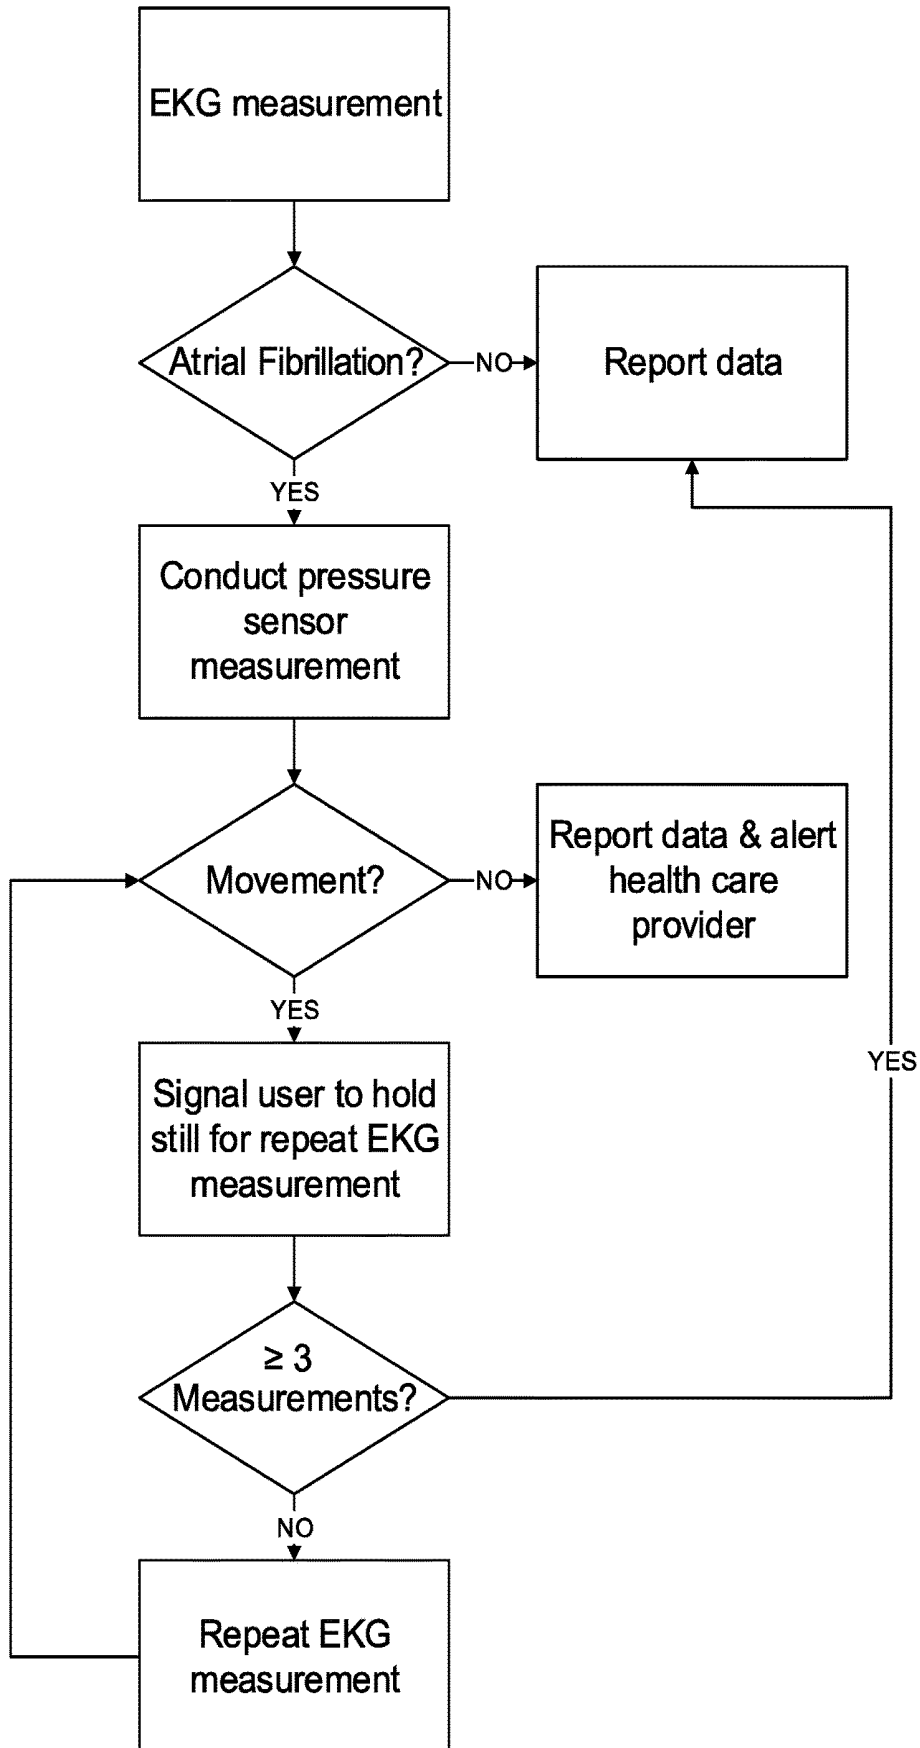 EKG measurement
Atrial Fibrillation?
NO
Report data
YES
Conduct pressure
sensor
measurement
Movement?
NO
Report data & alert
health care
provider
YES
Signal user to hold
still for repeat EKG
measurement
YES
≥ 3
Measurements?
NO
Repeat EKG
measurement